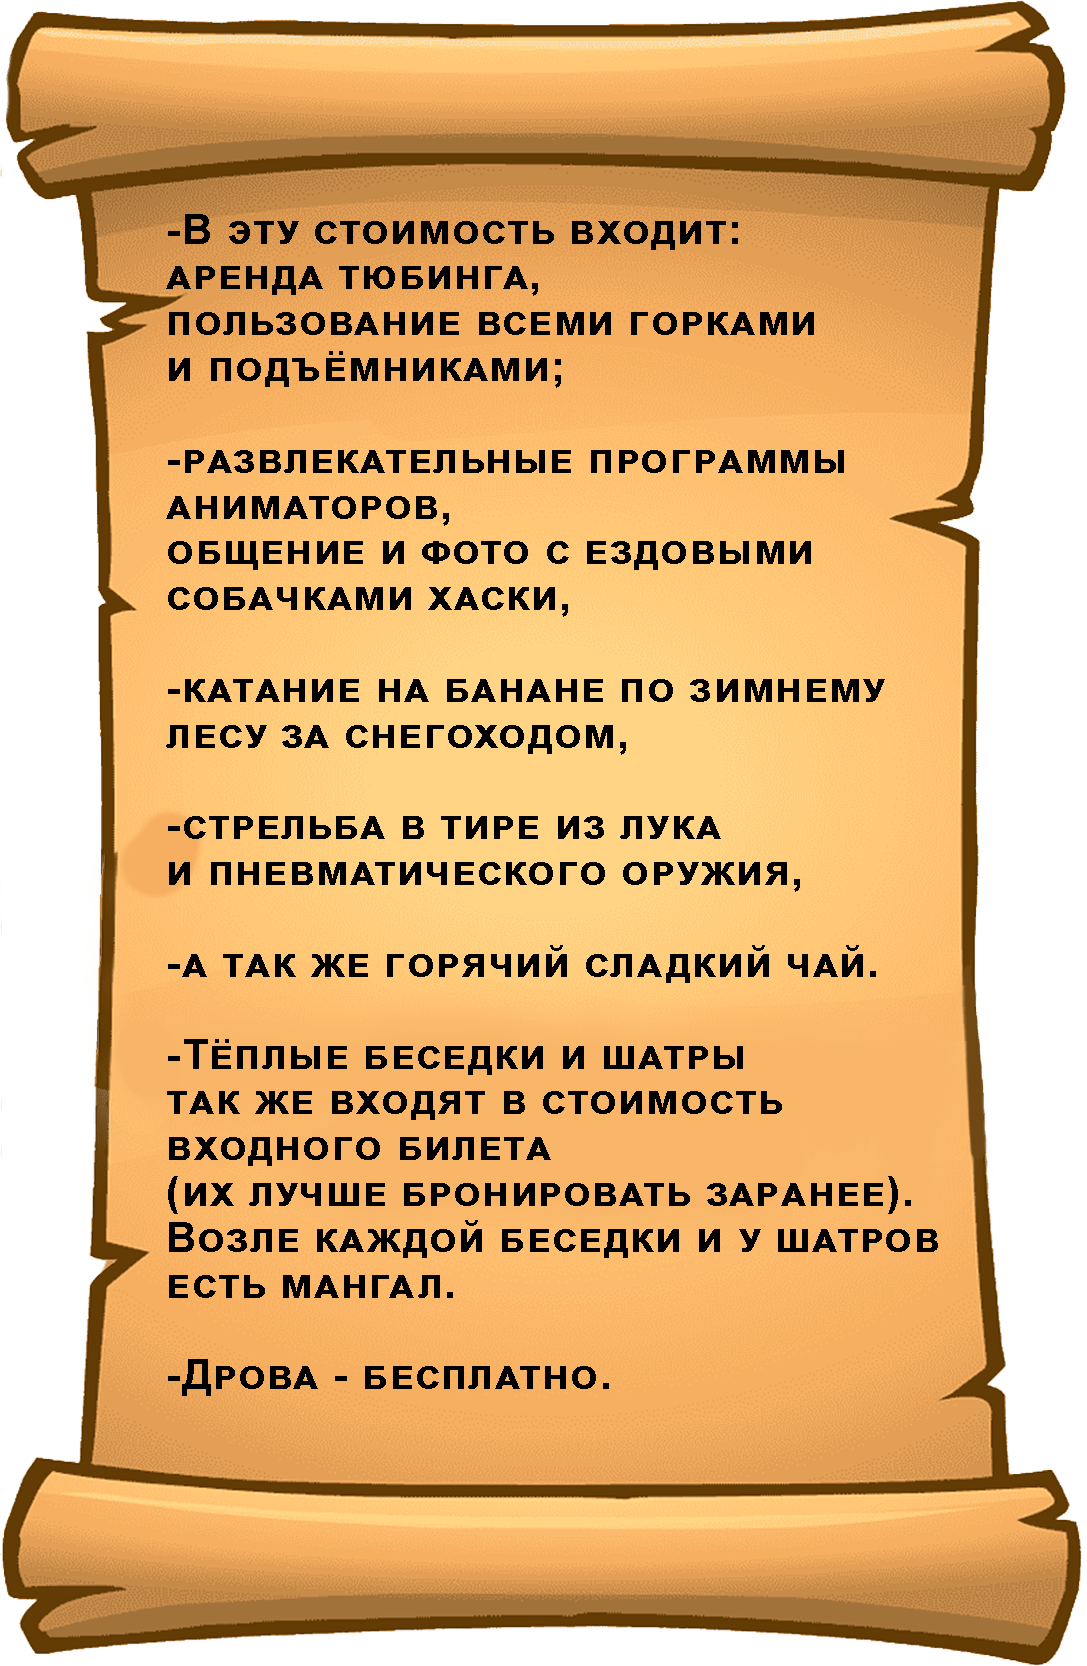 -В эту стоимость входит:
аренда тюбинга,
пользование всеми горками
и подъёмниками;
-развлекательные программы
аниматоров,
общение и фото с ездовыми
собачками хаски,
-катание на банане по зимнему
лесу за снегоходом,
-стрельба в тире из лука
и пневматического оружия,
-а так же горячий сладкий чай.
-Тёплые беседки и шатры
так же входят в стоимость
входного билета
(их лучше бронировать заранее).
Возле каждой беседки и у шатров
есть мангал.
-Дрова - бесплатно.